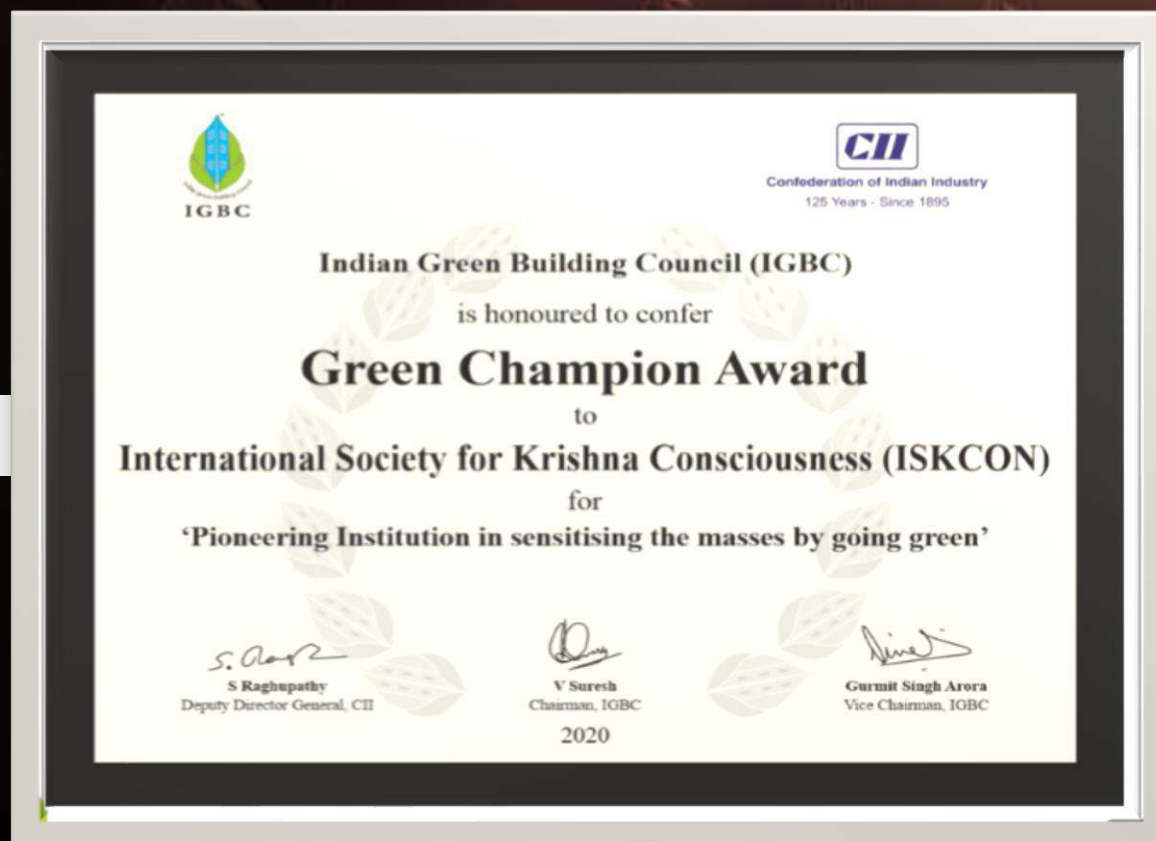 IGBC
CII
Confederation of Indian Industry
125 Years - Since 1895
Indian Green Building Council (IGBC)
is honoured to confer
Green Champion Award
to
International Society for Krishna Consciousness (ISKCON)
for
‘Pioneering Institution in sensitising the masses by going green’
S Raghupathy
Deputy Director General, CII
V Suresh
Chairman, IGBC
Gurmit Singh Arora
Vice Chairman, IGBC
2020